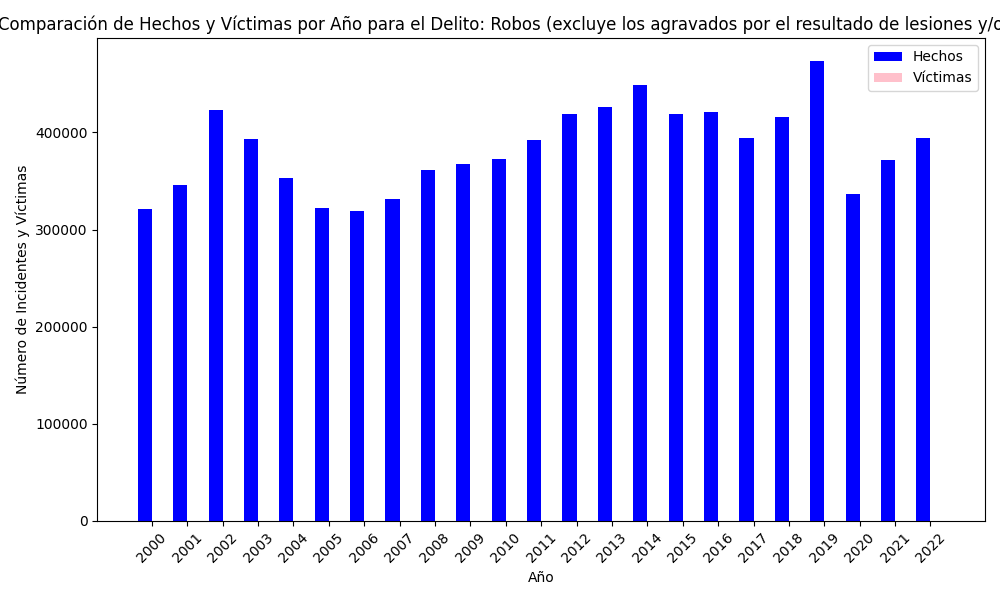 Comparación de Hechos y Víctimas por Año para el Delito: Robos (excluye los agravados por el resultado de lesiones y/o
Hechos
Víctimas
Número de Incidentes y Víctimas
400000
300000
200000
100000
0
2000 2001 2002 2003 2004 2005 2006 2007 2008 2009 2010 2011 2012 2013 2014 2015 2016 2017 2018 2019 2020 2021 2022
Año